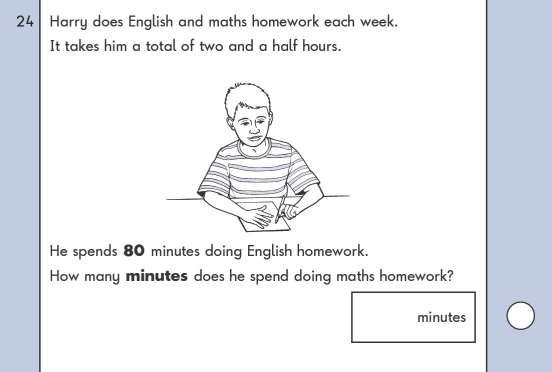 24
Harry does English and maths homework each week.
It takes him a total of two and a half hours.
He spends 80 minutes doing English homework.
How many minutes does he spend doing maths homework?
minutes